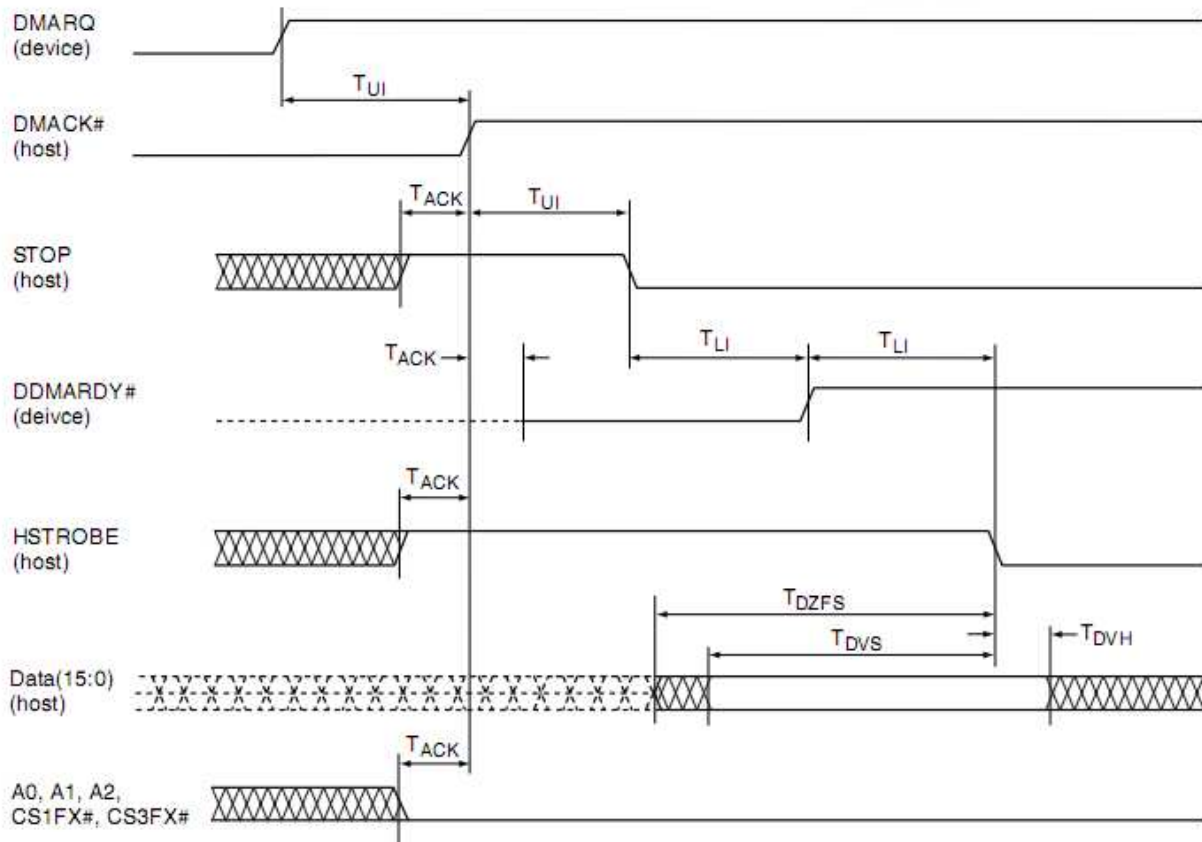 DMARQ
(device)
TUI
DMACK#
(host)
TACK
TUI
STOP
(host)
TACK
TLI
TLI
DDMARDY#
(deivce)
TACK
HSTROBE
(host)
TDZFS
TDVS
TDVH
Data(15:0)
(host)
TACK
A0, A1, A2,
CS1FX#, CS3FX#